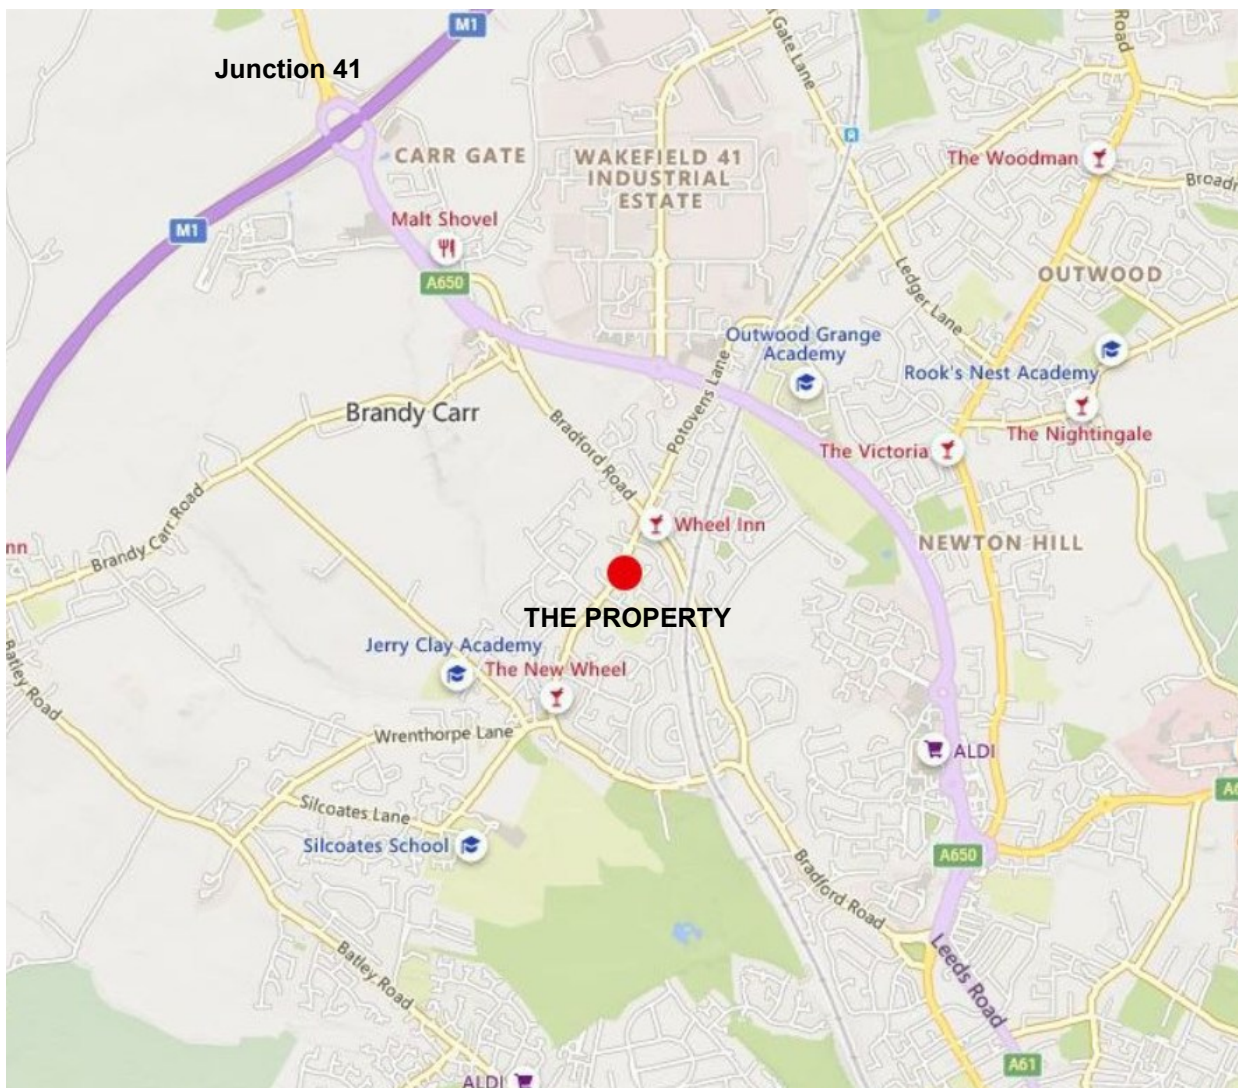 M1
Junction 41
Road
Gate Lane
CARR GATE
WAKEFIELD 41
INDUSTRIAL
ESTATE
The Woodman
M1
Malt Shovel
A650
Ledger Lane
OUTWOOD
Outwood Grange
Academy
Potovens Lane
Rook's Nest Academy
Brandy Carr
Bradford Road
The Victoria
The Nightingale
Brandy Carr Road
Wheel Inn
NEWTON HILL
THE PROPERTY
Batley Road
Jerry Clay Academy
The New Wheel
Wrenthorpe Lane
ALDI
Silcoates Lane
Silcoates School
A650
Bradford Road
Batley Road
Leeds Road
A61
ALDI